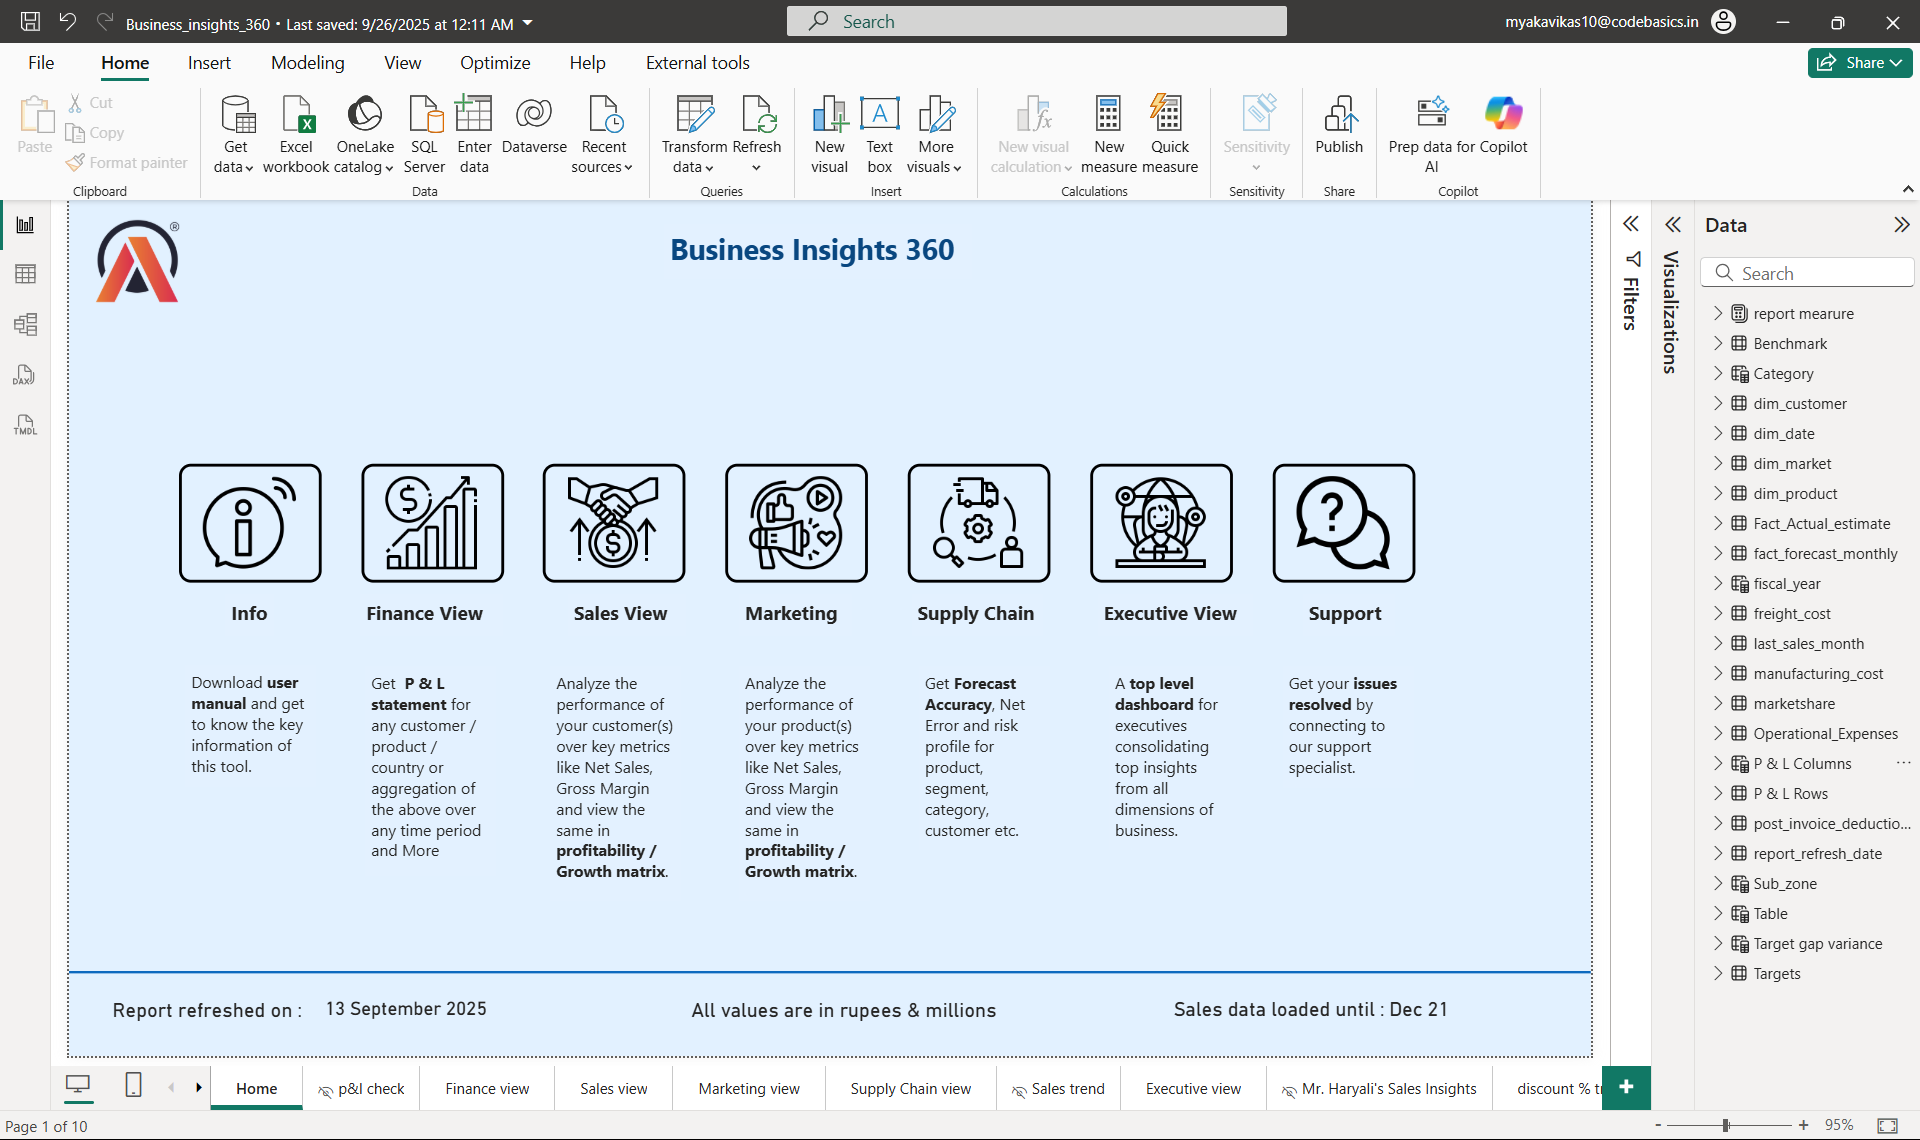 Business_insights_360 • Last saved: 9/26/2025 at 12:11 AM
Search
myakavikas10@codebasics.in
File
Home
Insert
Modeling
View
Optimize
Help
External tools
Share
Paste
Cut
Copy
Format painter
Clipboard
Get data
Excel workbook
OneLake catalog
SQL Server
Enter data
Dataverse
Recent sources
Data
Transform data
Refresh
Queries
New visual
Text box
More visuals
Insert
New visual calculation
New measure
Quick measure
Calculations
Sensitivity
Sensitivity
Publish
Share
Prep data for AI
Copilot
Copilot
DAX
TMDL
®
Business Insights 360
Info
Download user
manual and get
to know the key
information of
this tool.
Finance View
Get P & L
statement for
any customer /
product /
country or
aggregation of
the above over
any time period
and More
Sales View
Analyze the
performance of
your customer(s)
over key metrics
like Net Sales,
Gross Margin
and view the
same in
profitability /
Growth matrix.
Marketing
Analyze the
performance of
your product(s)
over key metrics
like Net Sales,
Gross Margin
and view the
same in
profitability /
Growth matrix.
Supply Chain
Get Forecast
Accuracy, Net
Error and risk
profile for
product,
segment,
category,
customer etc.
Executive View
A top level
dashboard for
executives
consolidating
top insights
from all
dimensions of
business.
Support
Get your issues
resolved by
connecting to
our support
specialist.
Report refreshed on : 13 September 2025
All values are in rupees & millions
Sales data loaded until : Dec 21
Filters
Visualizations
Data
Search
report mearure
Benchmark
Category
dim_customer
dim_date
dim_market
dim_product
Fact_Actual_estimate
fact_forecast_monthly
fiscal_year
freight_cost
last_sales_month
manufacturing_cost
marketshare
Operational_Expenses
P & L Columns
P & L Rows
post_invoice_deductio...
report_refresh_date
Sub_zone
Table
Target gap variance
Targets
Home
p&l check
Finance view
Sales view
Marketing view
Supply Chain view
Sales trend
Executive view
Mr. Haryali's Sales Insights
discount % t
Page 1 of 10
- + 95%